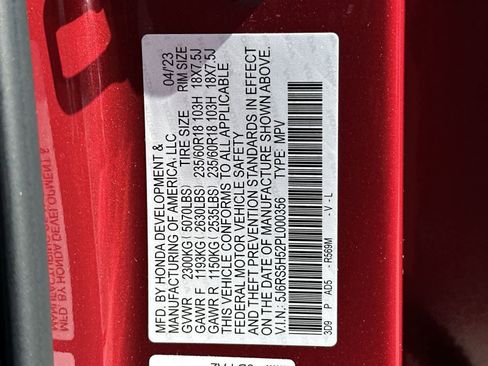 MFD. BY HONDA DEVELOPMENT & 04/23
MANUFACTURING OF AMERICA, LLC
GVWR 2300KG (5070LBS) TIRE SIZE RIM SIZE
GAWR F 1193KG (2630LBS) 235/60R18 103H 18X7.5J
GAWR R 1150KG (2535LBS) 235/60R18 103H 18X7.5J
THIS VEHICLE CONFORMS TO ALL APPLICABLE
FEDERAL MOTOR VEHICLE SAFETY
AND THEFT PREVENTION STANDARDS IN EFFECT
ON THE DATE OF MANUFACTURE SHOWN ABOVE.
V.I.N.: 5J6RS5H52PL000356 TYPE: MPV
3D9 P AD5 - R569M - V - L